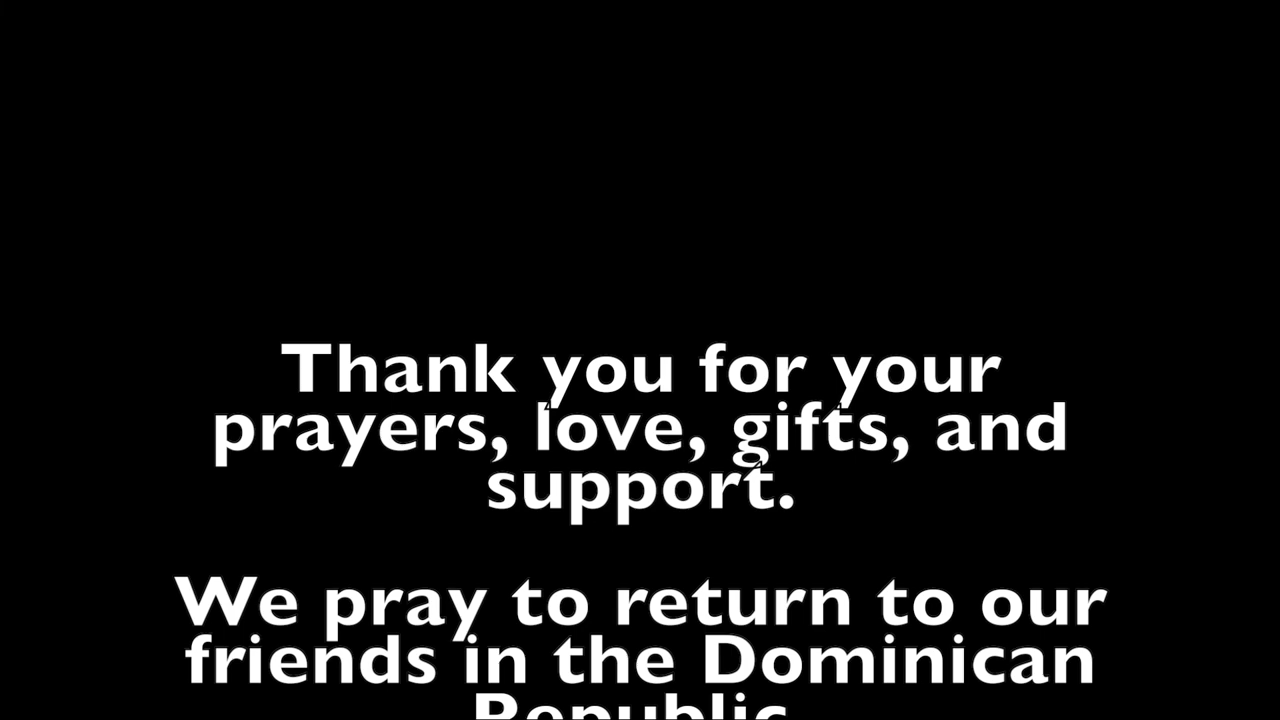 Thank you for your
prayers, love, gifts, and
support.
We pray to return to our
friends in the Dominican
Republic